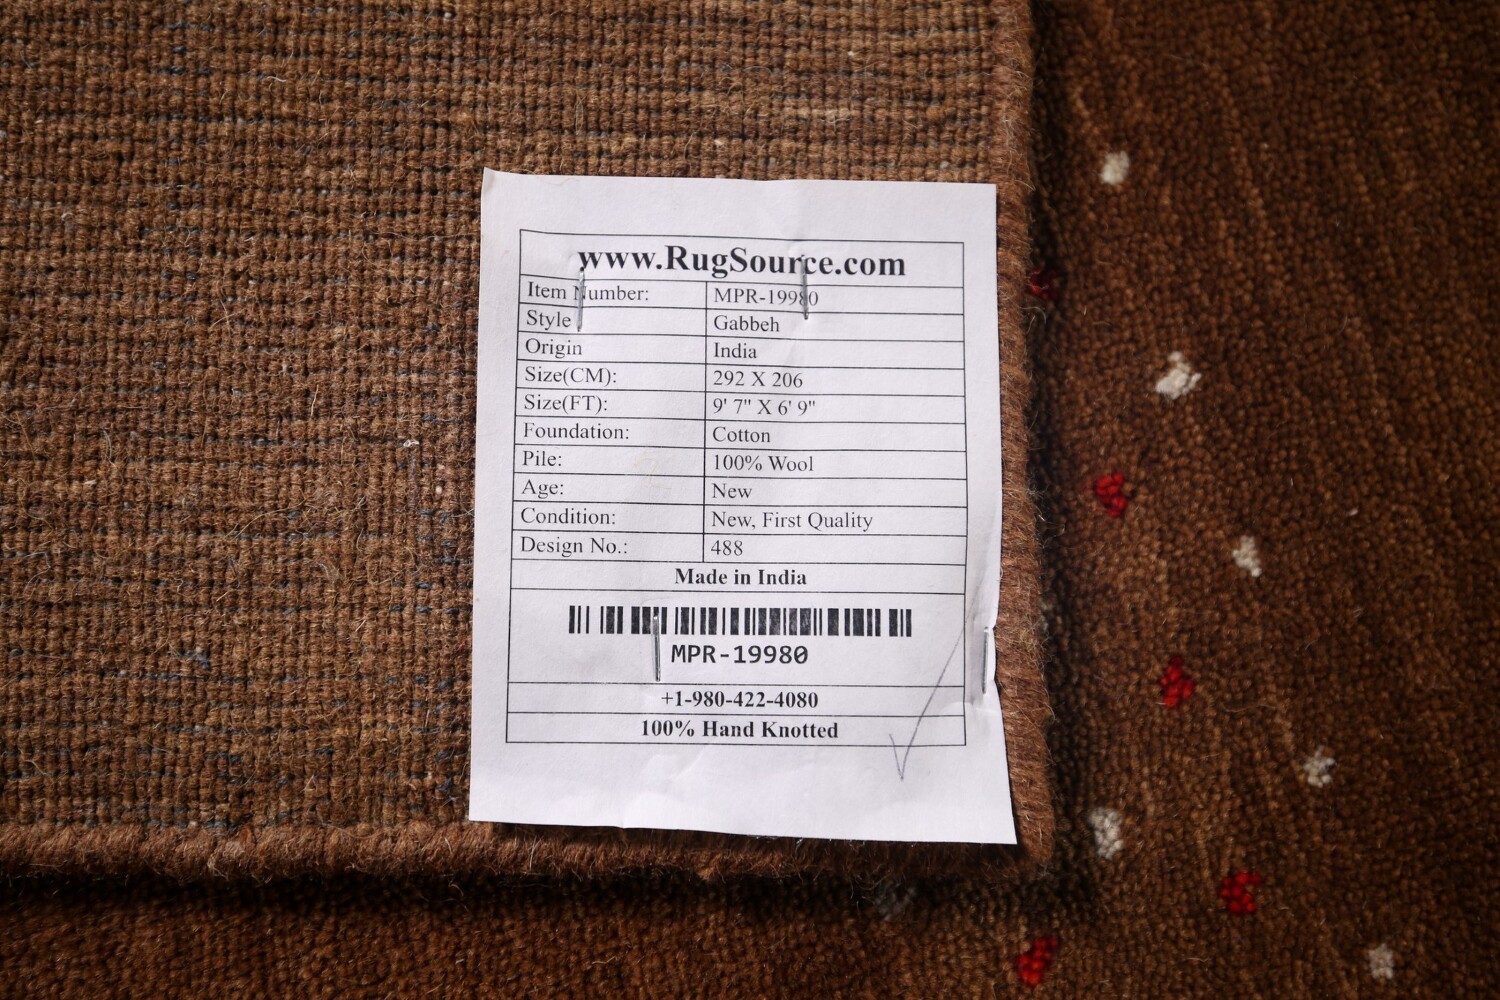 www.RugSource.com
Item Number: MPR-19980
Style Gabbeh
Origin India
Size(CM): 292 X 206
Size(FT): 9' 7" X 6' 9"
Foundation: Cotton
Pile: 100% Wool
Age: New
Condition: New, First Quality
Design No.: 488
Made in India
MPR-19980
+1-980-422-4080
100% Hand Knotted